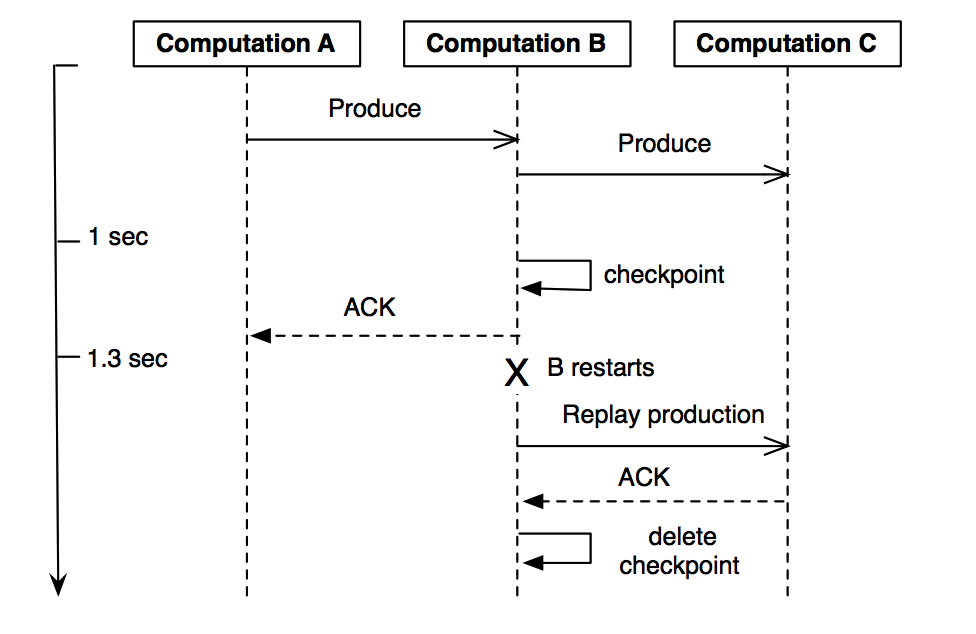 Computation A
Computation B
Computation C
Produce
Produce
1 sec
checkpoint
ACK
1.3 sec
X B restarts
Replay production
ACK
delete
checkpoint